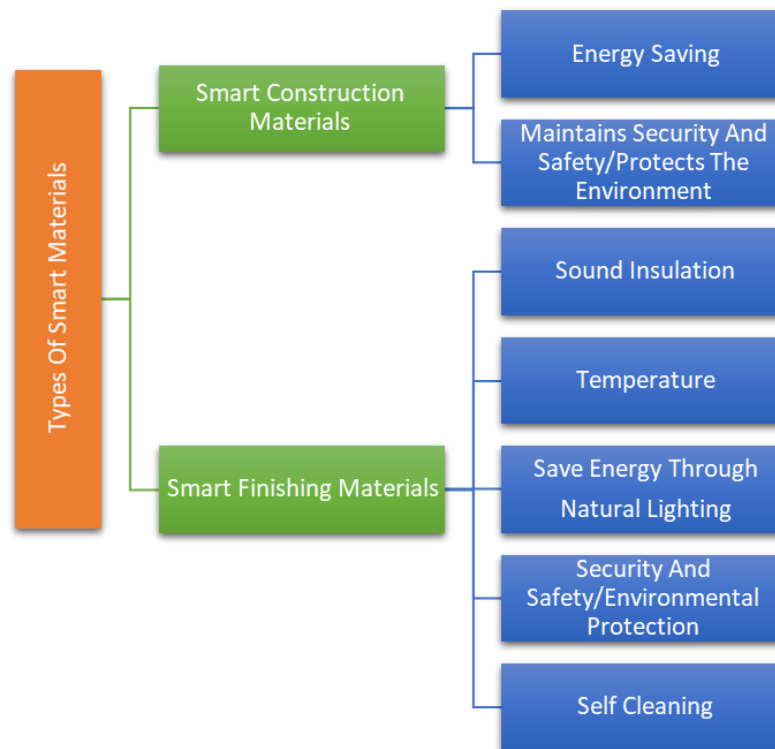 Types Of Smart Materials
Smart Construction
Materials
Energy Saving
Maintains Security And
Safety/Protects The
Environment
Smart Finishing Materials
Sound Insulation
Temperature
Save Energy Through
Natural Lighting
Security And
Safety/Environmental
Protection
Self Cleaning